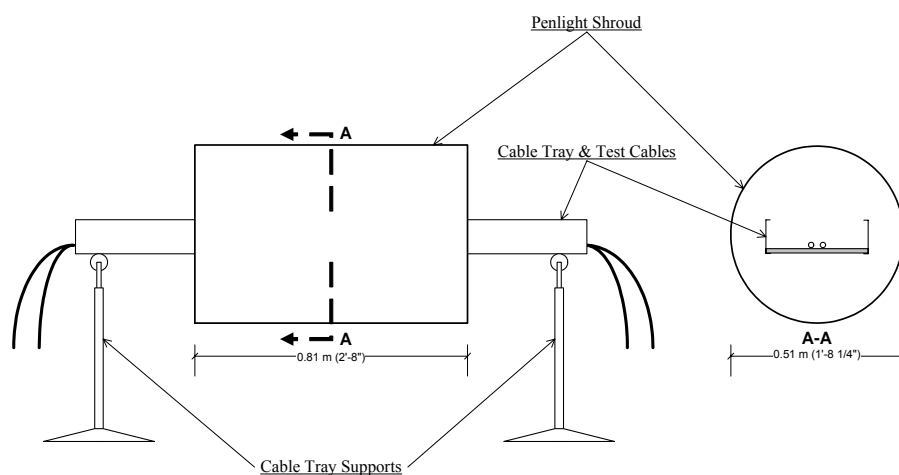 Penlight Shroud
A
Cable Tray & Test Cables
A
A-A
0.81 m (2'-8")
0.51 m (1'-8 1/4")
Cable Tray Supports